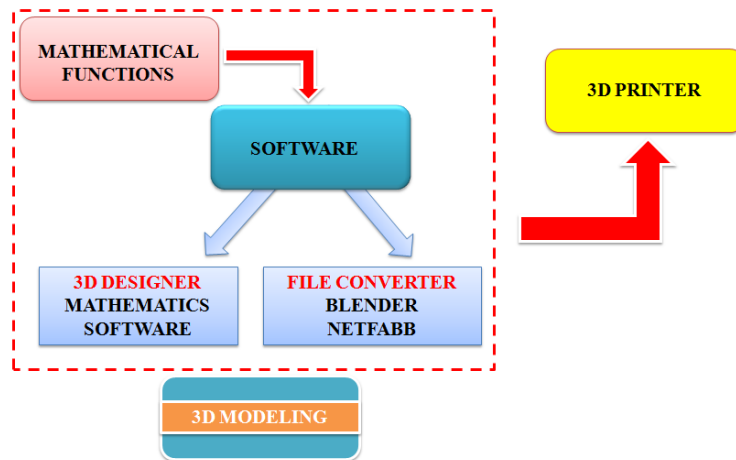 MATHEMATICAL
FUNCTIONS
SOFTWARE
3D DESIGNER
MATHEMATICS
SOFTWARE
FILE CONVERTER
BLENDER
NETFABB
3D MODELING
3D PRINTER